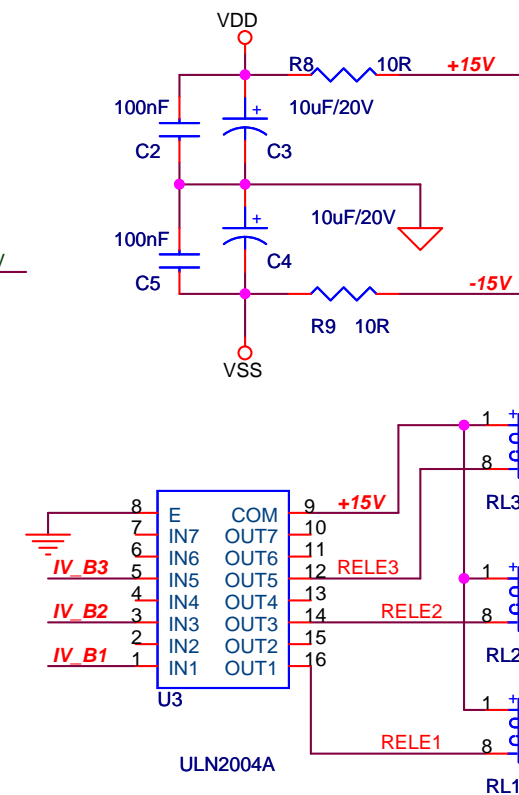 VDD
R8 10R +15V
100nF 10uF/20V
C2 C3
+
100nF 10uF/20V
+
C5 C4
-15V
R9 10R
VSS
8 E COM 9 +15V
7 IN7 OUT7 10
6 IN6 OUT6 11
IV_B3 5 IN5 OUT5 12 RELE3
4 IN4 OUT4 13
IV_B2 3 IN3 OUT3 14 RELE2
2 IN2 OUT2 15
IV_B1 1 IN1 OUT1 16
U3
ULN2004A
RELE1
1 +
8
RL3
1 +
8
RL2
1 +
8
RL1